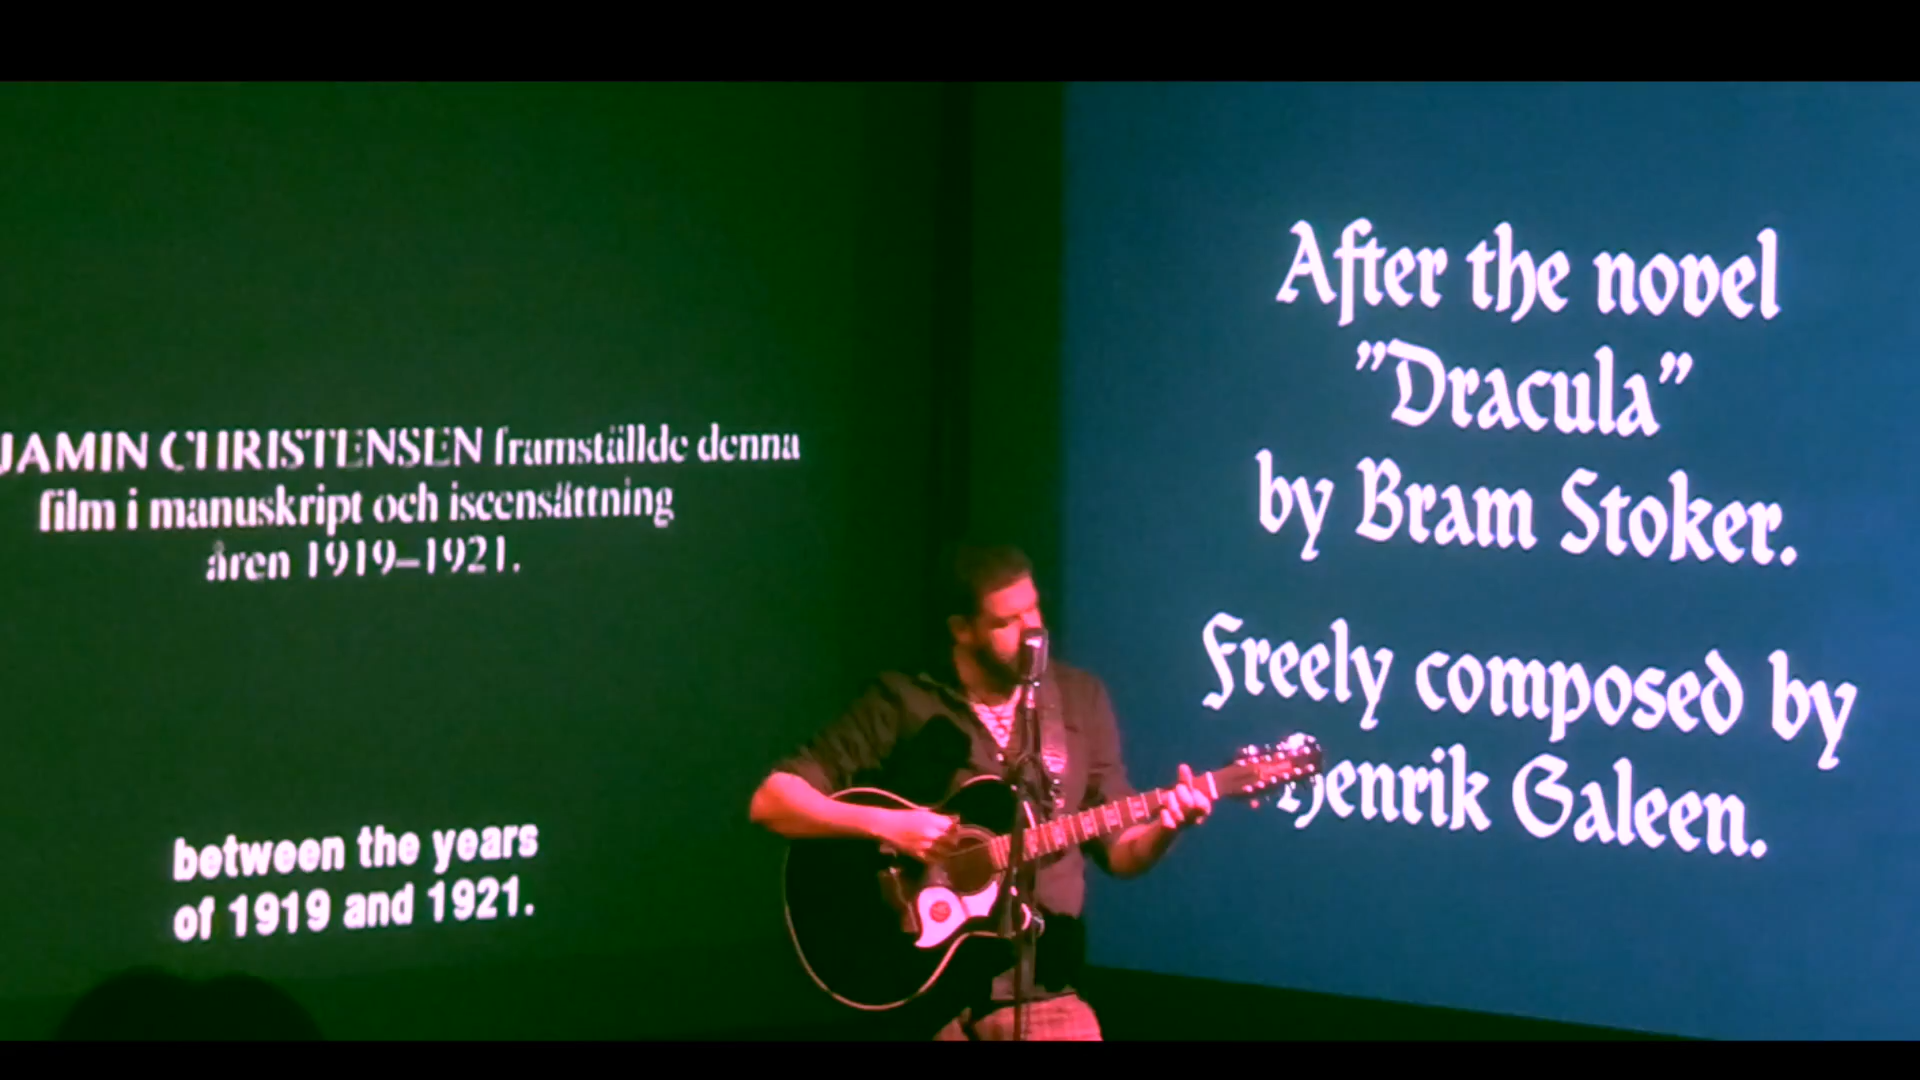 JAMIN CHRISTENSEN framställde denna
film i manuskript och iscensättning
åren 1919–1921.
between the years
of 1919 and 1921.
After the novel
"Dracula"
by Bram Stoker.
Freely composed by
Henrik Galeen.